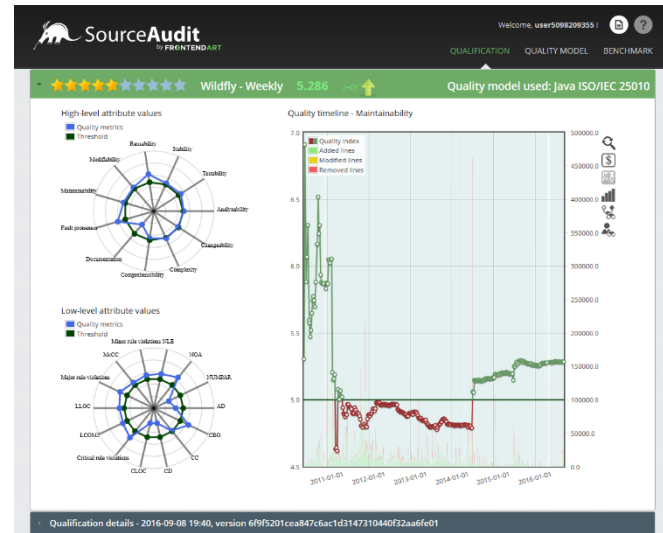 SourceAudit
by FRONTENDART
Welcome, user5098209355 !
QUALIFICATION QUALITY MODEL BENCHMARK
Wildfly - Weekly 5.286 (+0) Quality model used: Java ISO/IEC 25010
High-level attribute values
Quality metrics
Threshold
Reusability
Stability
Testability
Analysability
Changeability
Complexity
Comprehensibility
Documentation
Fault proneness
Maintainability
Modifiability
Low-level attribute values
Quality metrics
Threshold
Minor rule violations
NLE
NOA
NUMPAR
AD
CBO
CC
CD
CLOC
Critical rule violations
LCOM5
LLOC
Major rule violations
McCC
Quality timeline - Maintainability
Quality index
Added lines
Modified lines
Removed lines
7.0
6.5
6.0
5.5
5.0
4.5
500000.0
450000.0
400000.0
350000.0
300000.0
250000.0
200000.0
150000.0
100000.0
50000.0
0.0
2011-01-01 2012-01-01 2013-01-01 2014-01-01 2015-01-01 2016-01-01
Qualification details - 2016-09-08 19:40, version 6f9f5201cea847c6ac1d3147310440f32aa6fe01